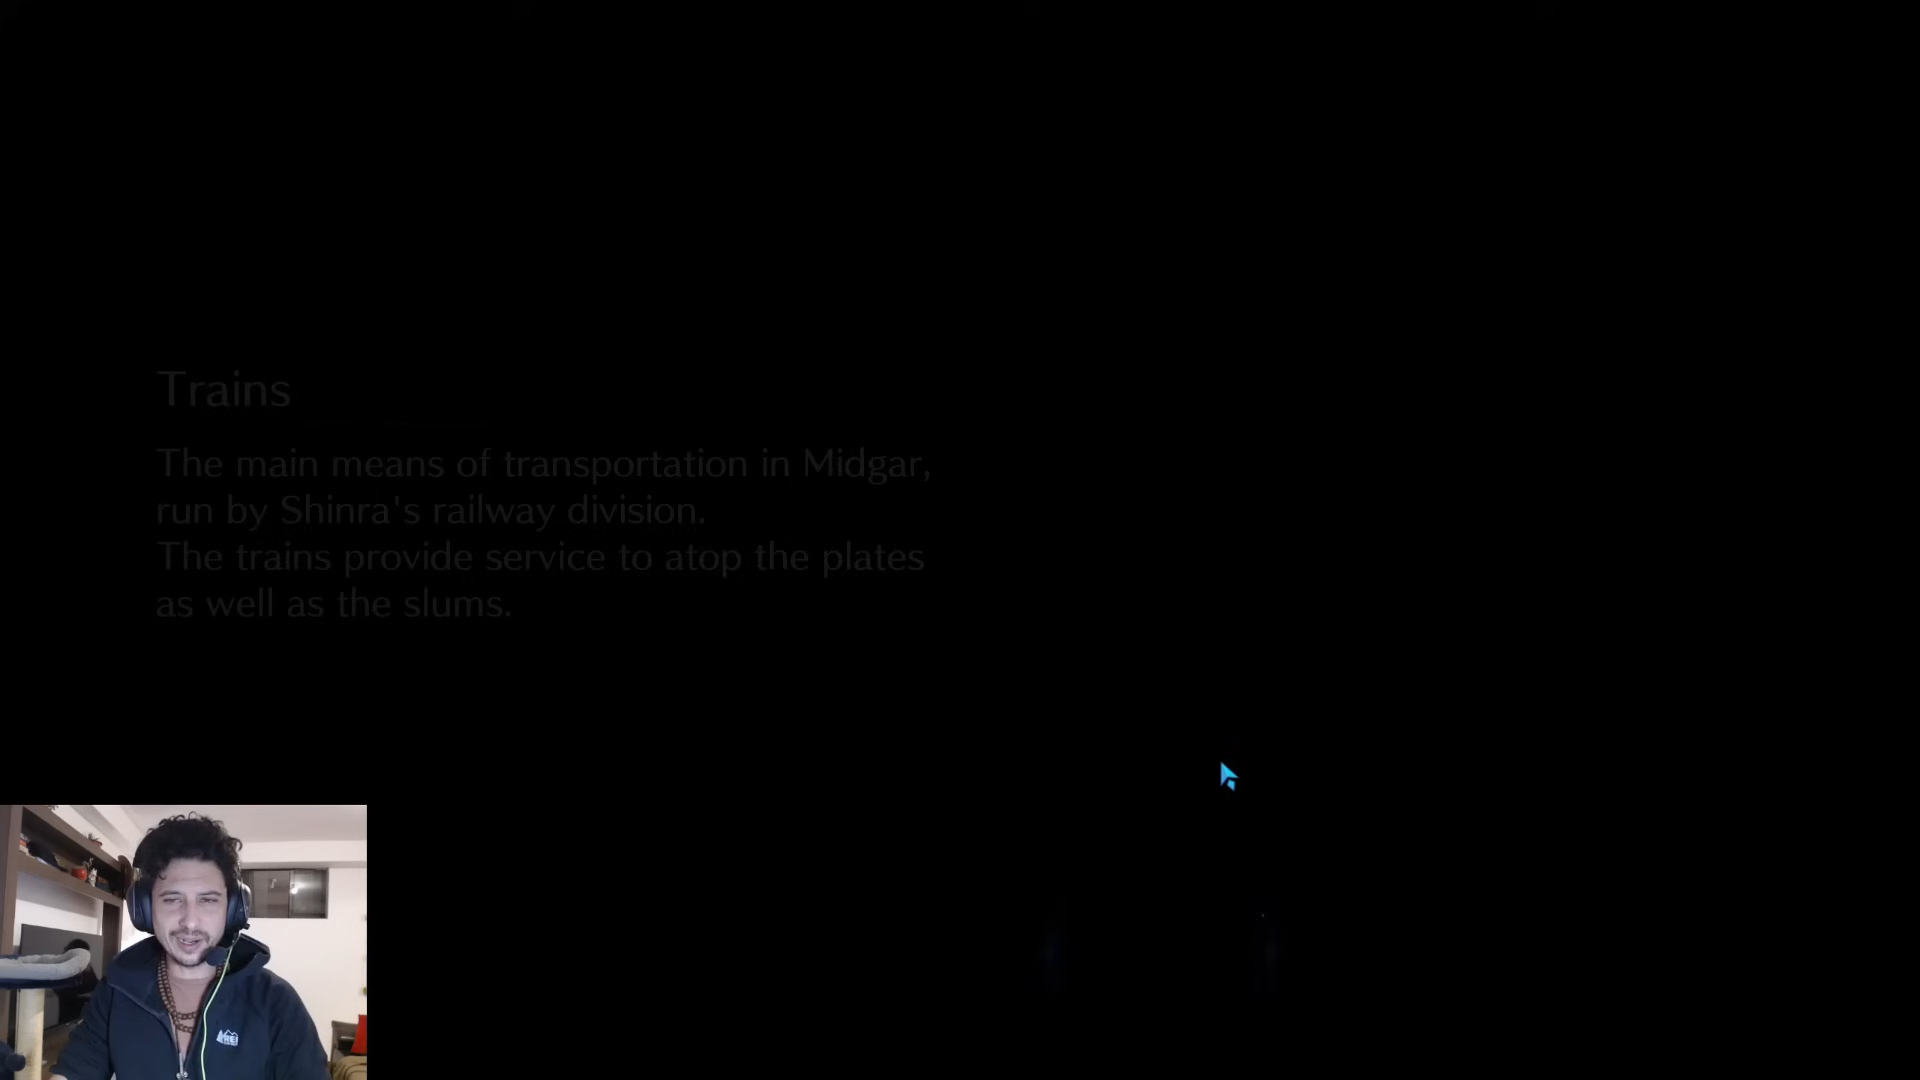 Trains
The main means of transportation in Midgar,
run by Shinra's railway division.
The trains provide service to atop the plates
as well as the slums.
REI